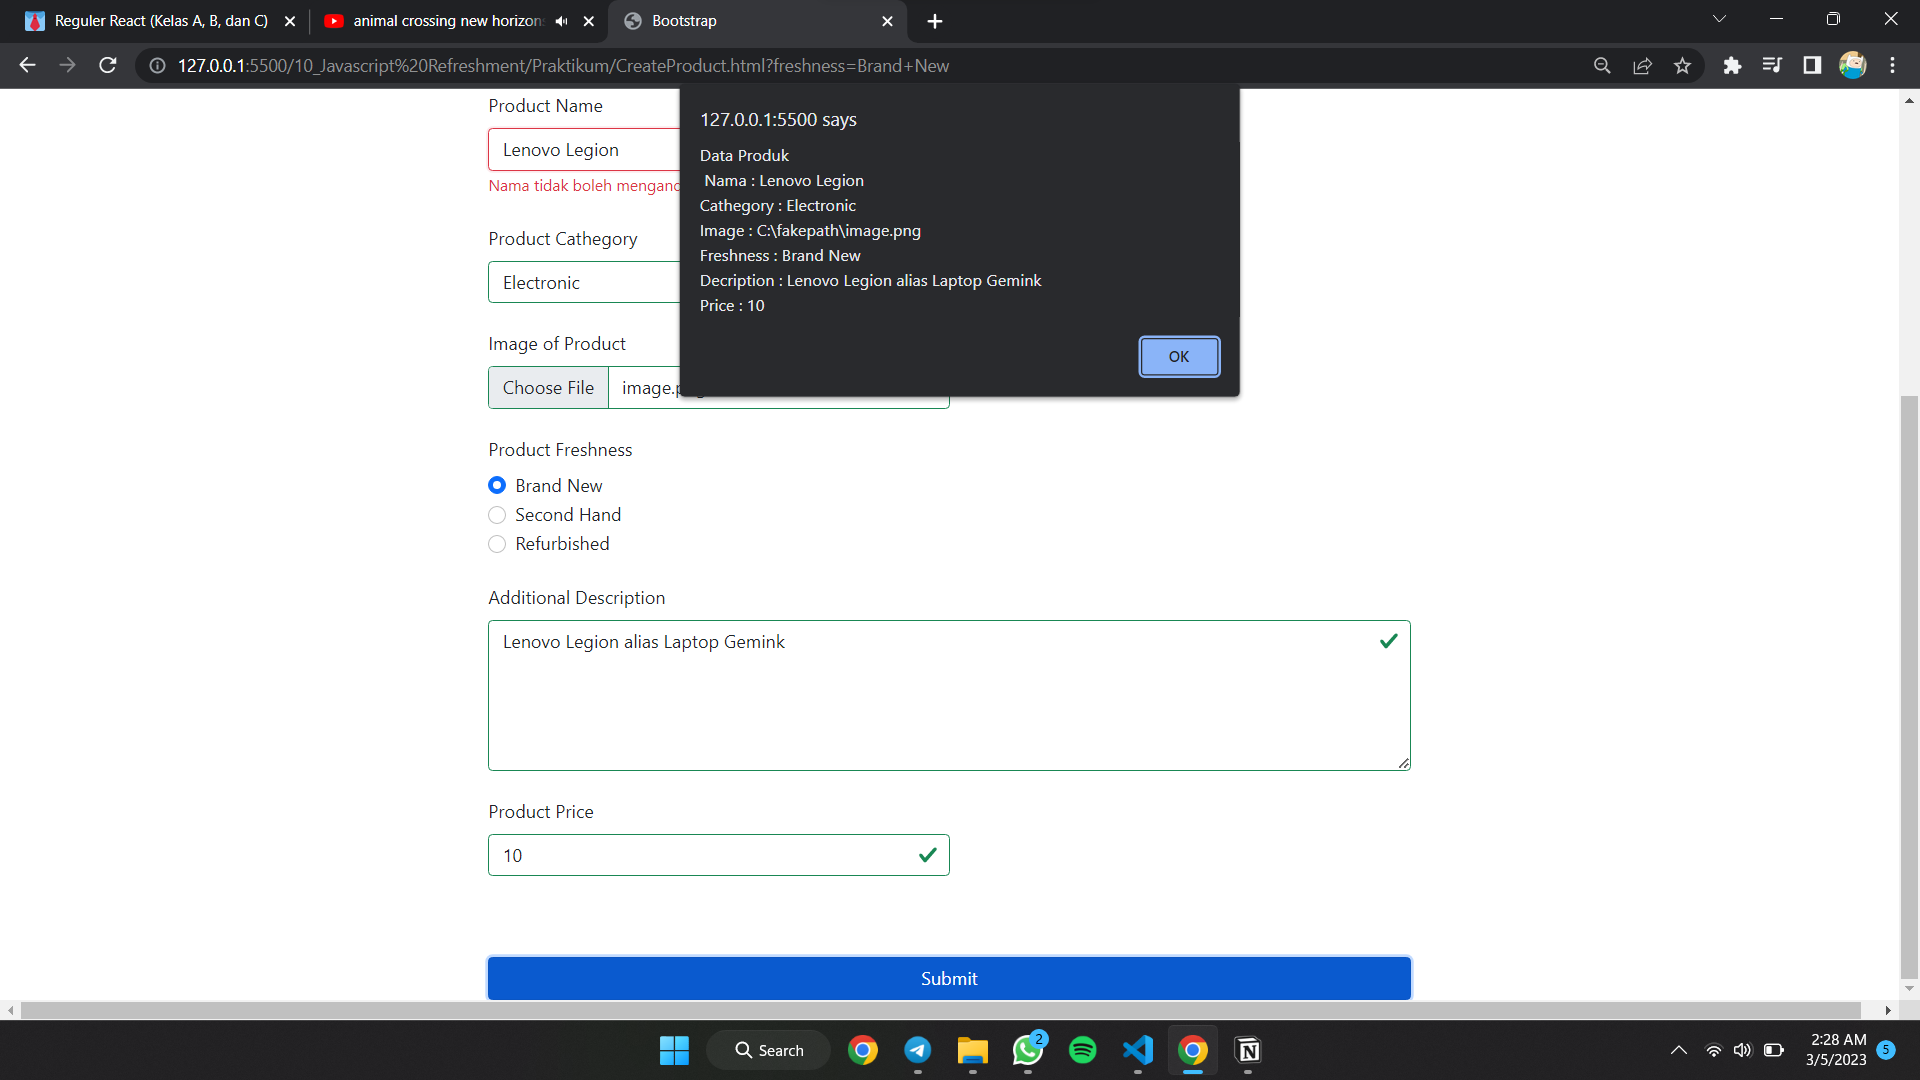 Reguler React (Kelas A, B, dan C)
animal crossing new horizon
Bootstrap
127.0.0.1:5500/10_Javascript%20Refreshment/Praktikum/CreateProduct.html?freshness=Brand+New
127.0.0.1:5500 says
Data Produk
Nama : Lenovo Legion
Cathegory : Electronic
Image : C:\fakepath\image.png
Freshness : Brand New
Decription : Lenovo Legion alias Laptop Gemink
Price : 10
OK
Product Name
Lenovo Legion
Nama tidak boleh
Product Cathegory
Electronic
Image of Product
Choose File
Product Freshness
Brand New
Second Hand
Refurbished
Additional Description
Lenovo Legion alias Laptop Gemink
Product Price
10
Submit
Search
2
2:28 AM
3/5/2023
5